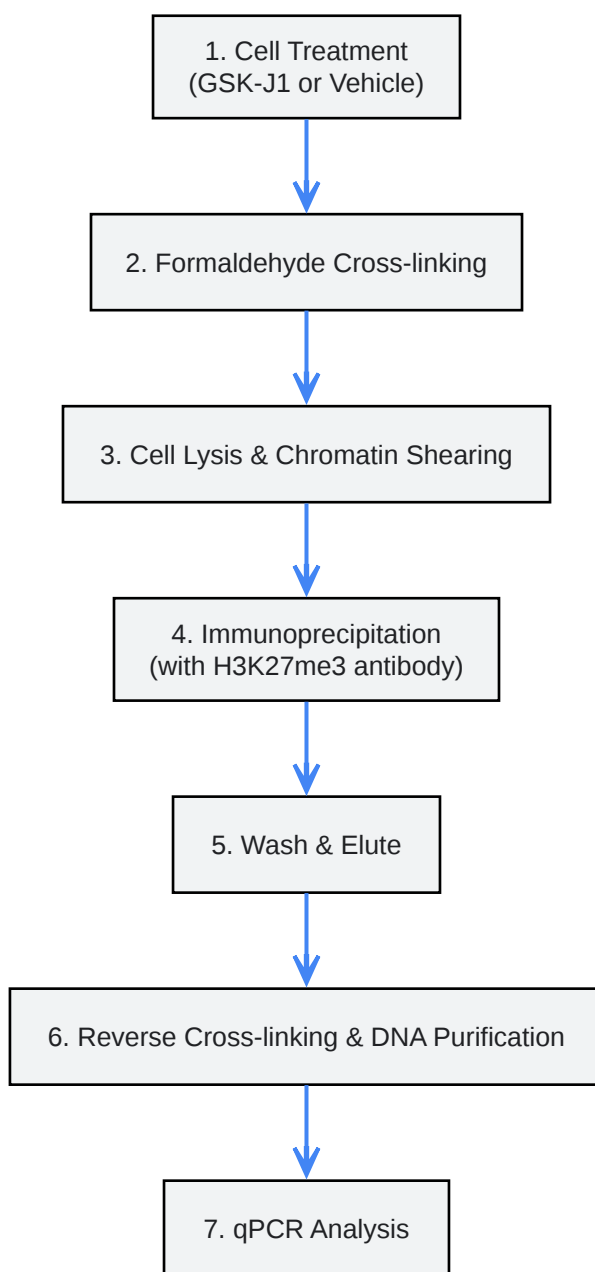 1. Cell Treatment
(GSK-J1 or Vehicle)
2. Formaldehyde Cross-linking
3. Cell Lysis & Chromatin Shearing
4. Immunoprecipitation
(with H3K27me3 antibody)
5. Wash & Elute
6. Reverse Cross-linking & DNA Purification
7. qPCR Analysis